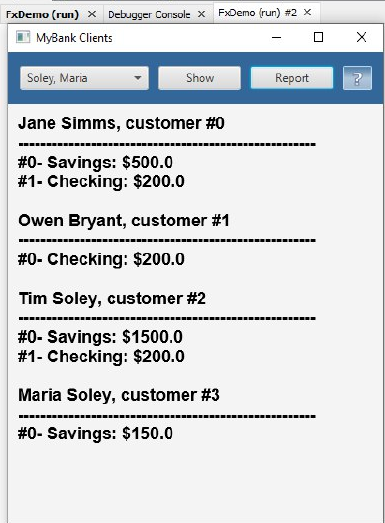 FxDemo (run) × Debugger Console × FxDemo (run) #2 ×
MyBank Clients
Soley, Maria Show Report ?
Jane Simms, customer #0
------------------------------------------------------
#0- Savings: $500.0
#1- Checking: $200.0
Owen Bryant, customer #1
------------------------------------------------------
#0- Checking: $200.0
Tim Soley, customer #2
------------------------------------------------------
#0- Savings: $1500.0
#1- Checking: $200.0
Maria Soley, customer #3
------------------------------------------------------
#0- Savings: $150.0